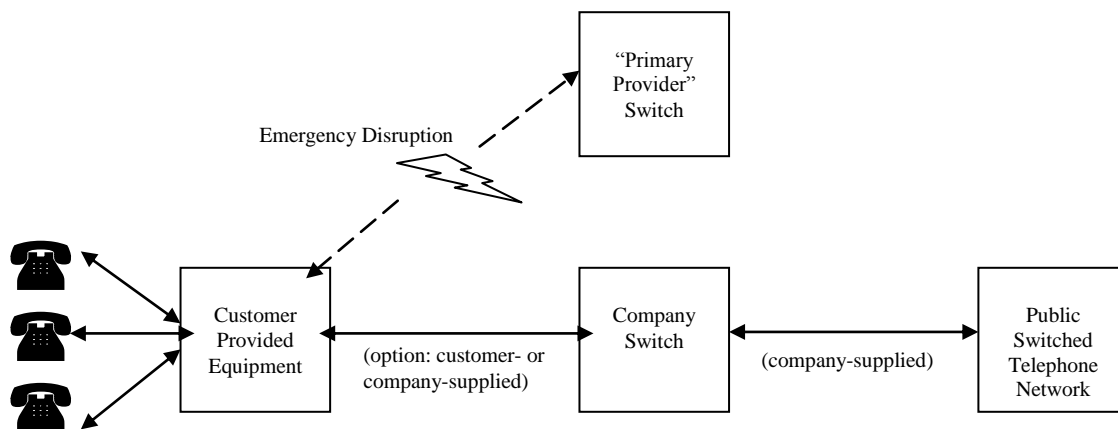 “Primary
Provider”
Switch
Emergency Disruption
Customer
Provided
Equipment
(option: customer- or
company-supplied)
Company
Switch
(company-supplied)
Public
Switched
Telephone
Network